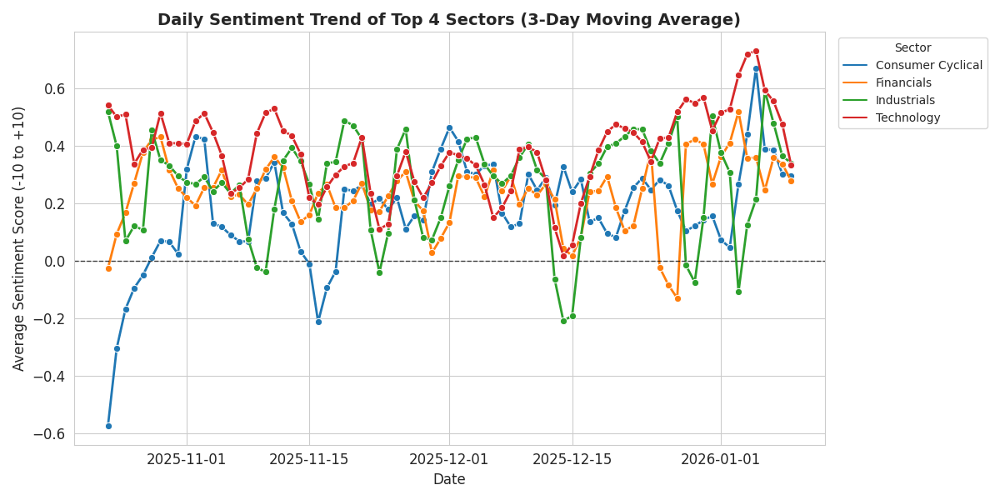 Daily Sentiment Trend of Top 4 Sectors (3-Day Moving Average)
Average Sentiment Score (-10 to +10)
0.6
0.4
0.2
0.0
−0.2
−0.4
−0.6
2025-11-01
2025-11-15
2025-12-01
2025-12-15
2026-01-01
Date
Sector
Consumer Cyclical
Financials
Industrials
Technology